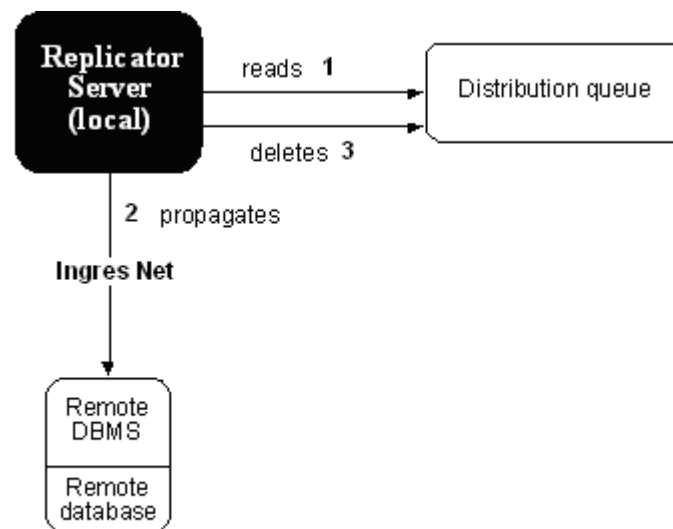 Replicator
Server
(local)
reads 1
Distribution queue
deletes 3
2 propagates
Ingres Net
Remote
DBMS
Remote
database